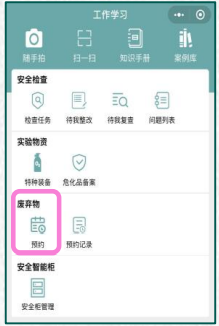 工作学习
随手拍 扫一扫 知识手册 案例库
安全检查
检查任务 待我整改 待我复查 问题列表
实验物资
特种装备 危化品备案
废弃物
预约 预约记录
安全智能柜
安全柜管理